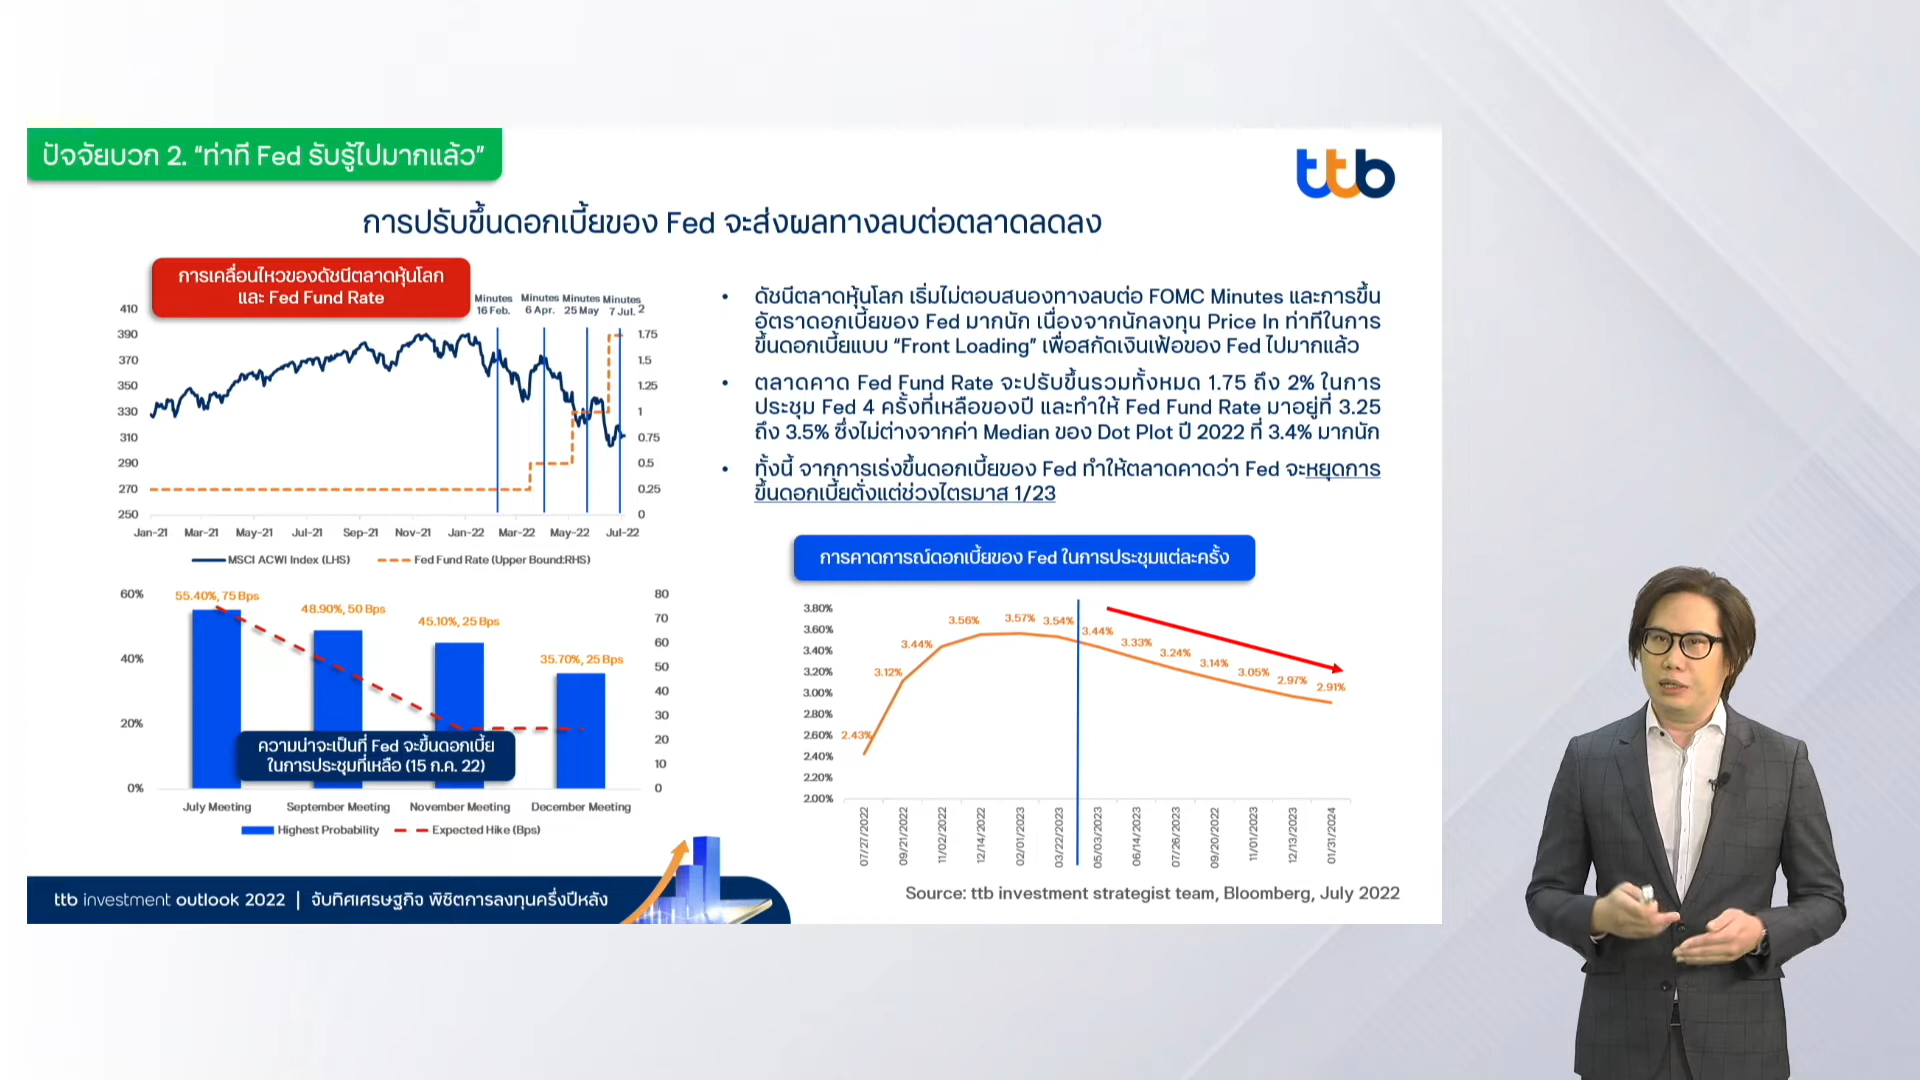 ปัจจัยบวก 2. “ท่าที Fed รับรู้ไปมากแล้ว”
ttb
การปรับขึ้นดอกเบี้ยของ Fed จะส่งผลทางลบต่อตลาดลดลง
การเคลื่อนไหวของดัชนีตลาดหุ้นโลก
และ Fed Fund Rate
Minutes 16 Feb.
Minutes 6 Apr.
Minutes 25 May
Minutes 7 Jul.
410
390
370
350
330
310
290
270
250
2
1.75
1.5
1.25
1
0.75
0.5
0.25
0
Jan-21 Mar-21 May-21 Jul-21 Sep-21 Nov-21 Jan-22 Mar-22 May-22 Jul-22
MSCI ACWI Index (LHS) Fed Fund Rate (Upper Bound:RHS)
• ดัชนีตลาดหุ้นโลก เริ่มไม่ตอบสนองทางลบต่อ FOMC Minutes และการขึ้น
อัตราดอกเบี้ยของ Fed มากนัก เนื่องจากนักลงทุน Price In ท่าทีในการ
ขึ้นดอกเบี้ยแบบ “Front Loading” เพื่อสกัดเงินเฟ้อของ Fed ไปมากแล้ว
• ตลาดคาด Fed Fund Rate จะปรับขึ้นรวมทั้งหมด 1.75 ถึง 2% ในการ
ประชุม Fed 4 ครั้งที่เหลือของปี และทำให้ Fed Fund Rate มาอยู่ที่ 3.25
ถึง 3.5% ซึ่งไม่ต่างจากค่า Median ของ Dot Plot ปี 2022 ที่ 3.4% มากนัก
• ทั้งนี้ จากการเร่งขึ้นดอกเบี้ยของ Fed ทำให้ตลาดคาดว่า Fed จะหยุดการ
ขึ้นดอกเบี้ยตั้งแต่ช่วงไตรมาส 1/23
60%
40%
20%
0%
55.40%, 75 Bps
48.90%, 50 Bps
45.10%, 25 Bps
35.70%, 25 Bps
80
70
60
50
40
30
20
10
0
ความน่าจะเป็นที่ Fed จะขึ้นดอกเบี้ย
ในการประชุมที่เหลือ (15 ก.ค. 22)
July Meeting September Meeting November Meeting December Meeting
Highest Probability Expected Hike (Bps)
การคาดการณ์ดอกเบี้ยของ Fed ในการประชุมแต่ละครั้ง
3.80%
3.60%
3.40%
3.20%
3.00%
2.80%
2.60%
2.40%
2.20%
2.00%
2.43%
3.12%
3.44%
3.56%
3.57%
3.54%
3.44%
3.33%
3.24%
3.14%
3.05%
2.97%
2.91%
07/27/2022
09/21/2022
11/02/2022
12/14/2022
02/01/2023
03/22/2023
05/03/2023
06/14/2023
07/26/2023
09/20/2022
11/01/2023
12/13/2023
01/31/2024
Source: ttb investment strategist team, Bloomberg, July 2022
ttb investment outlook 2022 | จับทิศเศรษฐกิจ พิชิตการลงทุนครึ่งปีหลัง